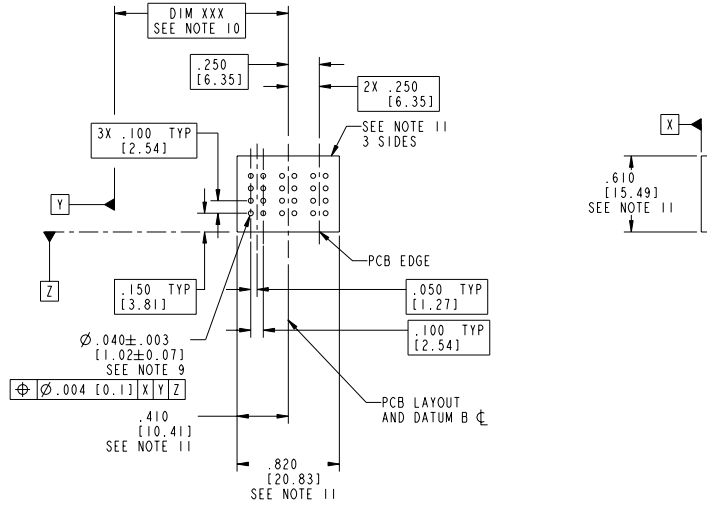 DIM XXX
SEE NOTE 10
.250
[6.35]
2X .250
[6.35]
3X .100 TYP
[2.54]
SEE NOTE 11
3 SIDES
X
.610
[15.49]
SEE NOTE 11
Y
Z
PCB EDGE
.150 TYP
[3.81]
.050 TYP
[1.27]
.100 TYP
[2.54]
Ø.040±.003
[1.02±0.07]
SEE NOTE 9
⌖ Ø.004 [0.1] X Y Z
.410
[10.41]
SEE NOTE 11
PCB LAYOUT
AND DATUM B ℄
.820
[20.83]
SEE NOTE 11